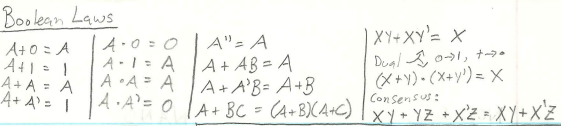 Boolean Laws
A+0 = A
A+1 = 1
A+A = A
A+A' = 1
A·0 = 0
A·1 = A
A·A = A
A·A' = 0
A'' = A
A + AB = A
A + A'B = A+B
A + BC = (A+B)(A+C)
XY+XY' = X
Dual 0→1, +→•
(X+Y)•(X+Y') = X
Consensus:
XY + YZ + X'Z = XY + X'Z